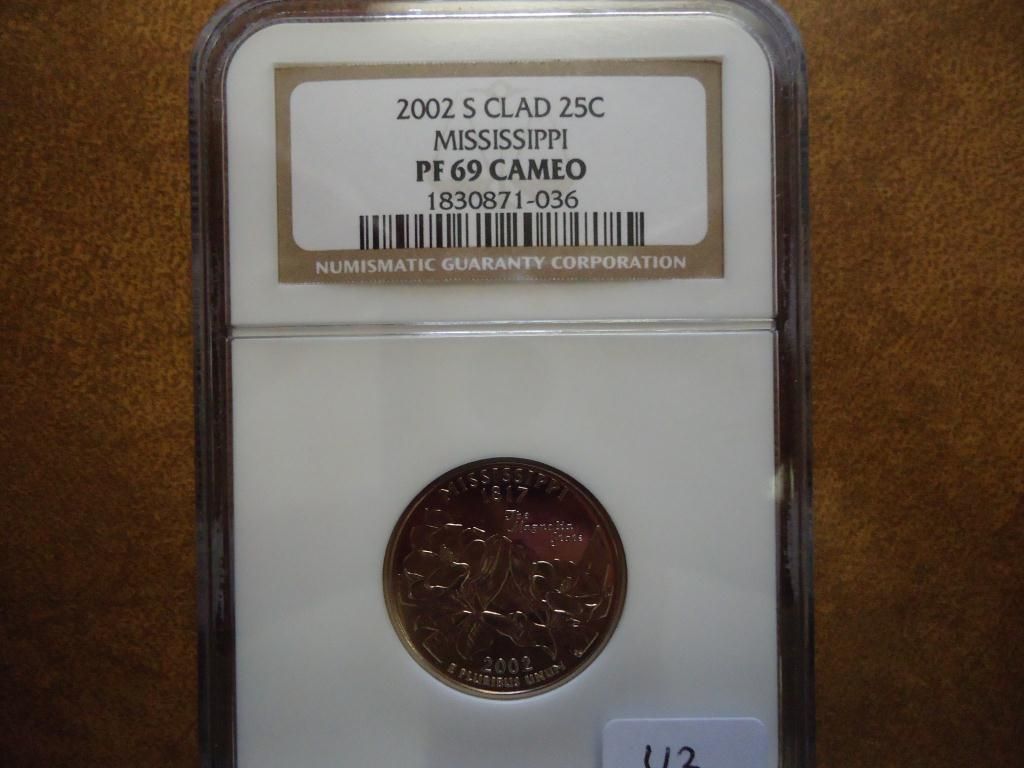 2002 S CLAD 25C
MISSISSIPPI
PF 69 CAMEO
1830871-036
NUMISMATIC GUARANTY CORPORATION
MISSISSIPPI
1817
The
Magnolia
State
2002
E PLURIBUS UNUM